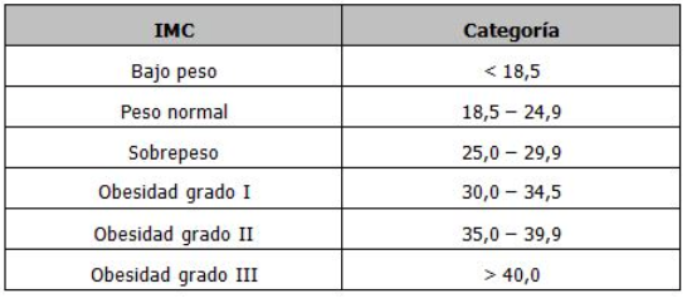 IMC Categoría
Bajo peso < 18,5
Peso normal 18,5 – 24,9
Sobrepeso 25,0 – 29,9
Obesidad grado I 30,0 – 34,5
Obesidad grado II 35,0 – 39,9
Obesidad grado III > 40,0